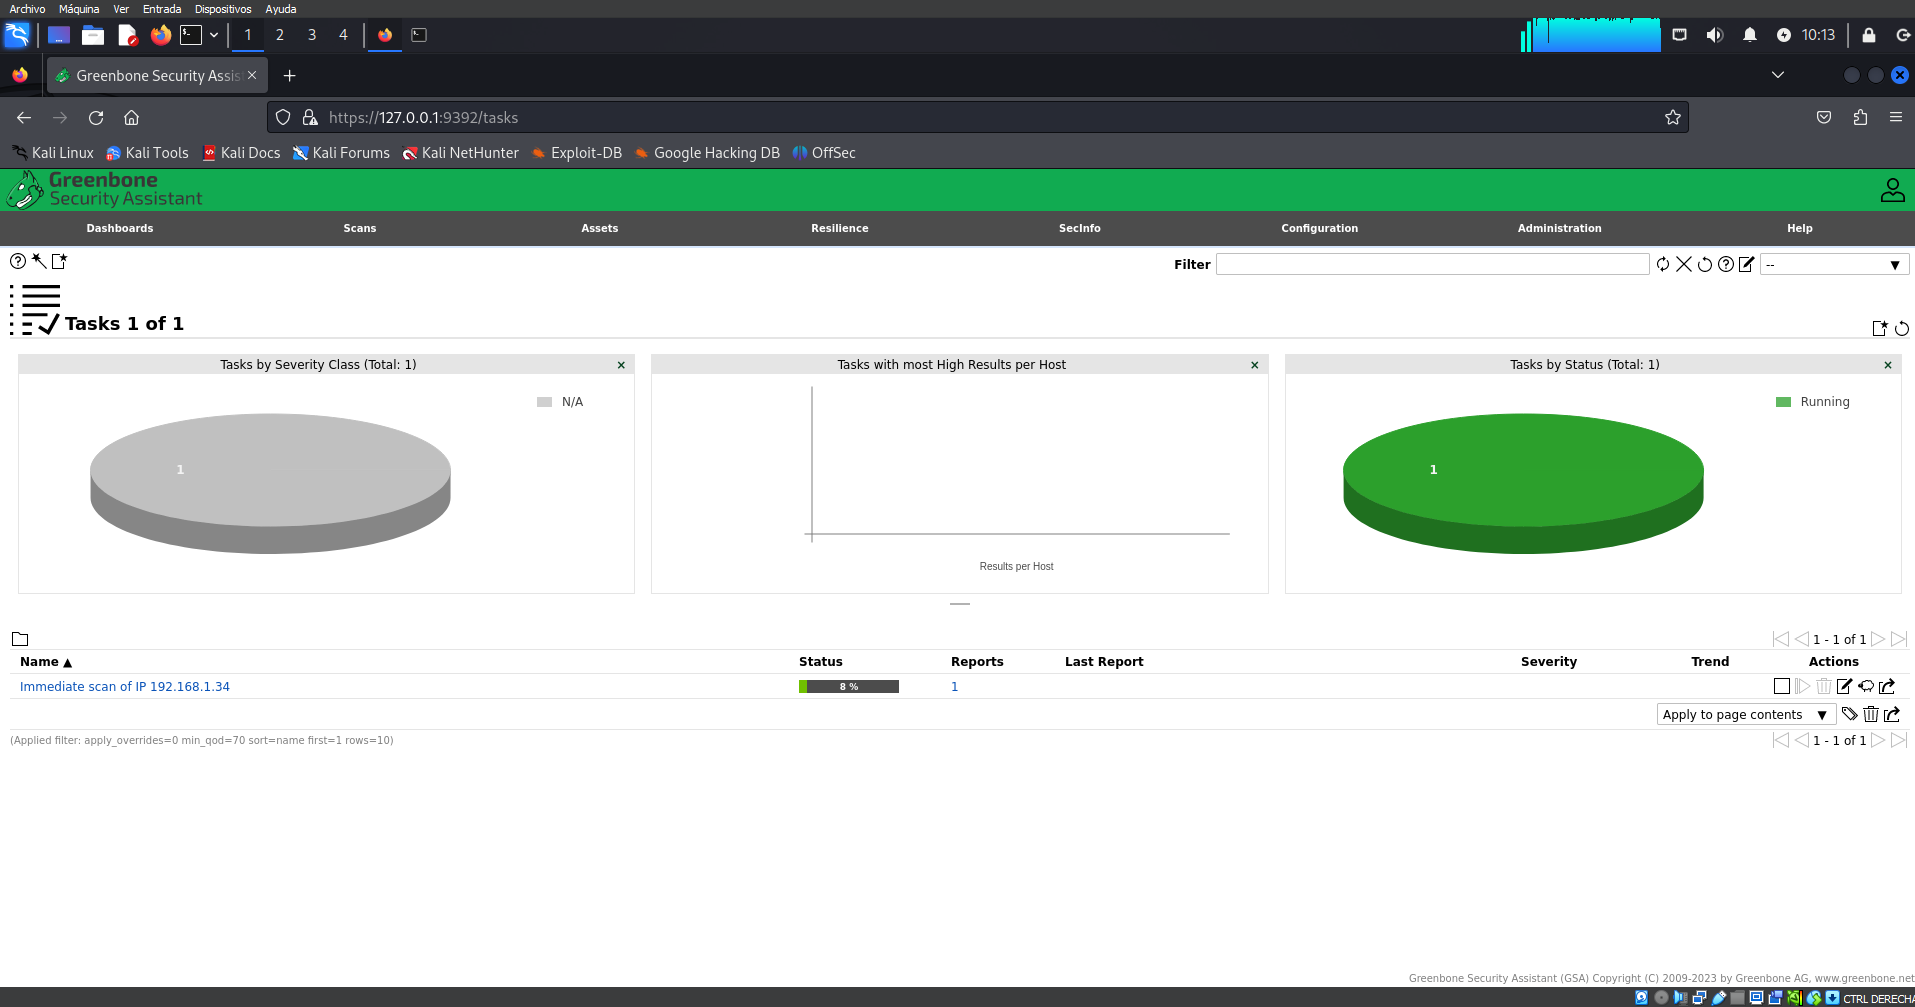 Archivo Máquina Ver Entrada Dispositivos Ayuda
1 2 3 4 10:13
Greenbone Security Assis
https://127.0.0.1:9392/tasks
Kali Linux Kali Tools Kali Docs Kali Forums Kali NetHunter Exploit-DB Google Hacking DB OffSec
Greenbone
Security Assistant
Dashboards Scans Assets Resilience SecInfo Configuration Administration Help
Filter --
Tasks 1 of 1
Tasks by Severity Class (Total: 1) Tasks with most High Results per Host Tasks by Status (Total: 1)
N/A Running
1 1
Results per Host
1 - 1 of 1
Name ▲ Status Reports Last Report Severity Trend Actions
Immediate scan of IP 192.168.1.34 8 % 1
Apply to page contents ▼
(Applied filter: apply_overrides=0 min_qod=70 sort=name first=1 rows=10) 1 - 1 of 1
Greenbone Security Assistant (GSA) Copyright (C) 2009-2023 by Greenbone AG, www.greenbone.net
CTRL DERECHA